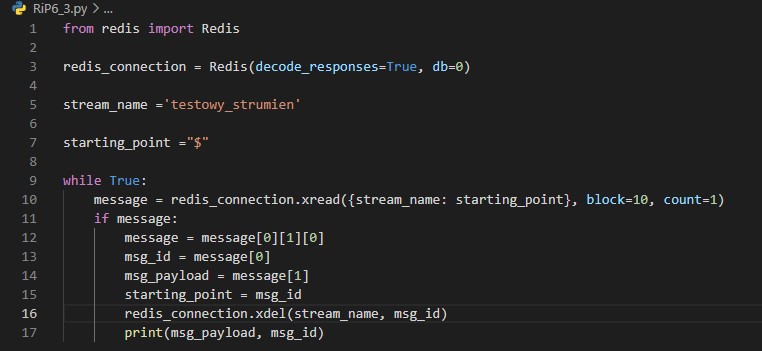 RiP6_3.py > ...
1 from redis import Redis
2
3 redis_connection = Redis(decode_responses=True, db=0)
4
5 stream_name ='testowy_strumien'
6
7 starting_point ="$"
8
9 while True:
10     message = redis_connection.xread({stream_name: starting_point}, block=10, count=1)
11     if message:
12         message = message[0][1][0]
13         msg_id = message[0]
14         msg_payload = message[1]
15         starting_point = msg_id
16         redis_connection.xdel(stream_name, msg_id)
17         print(msg_payload, msg_id)